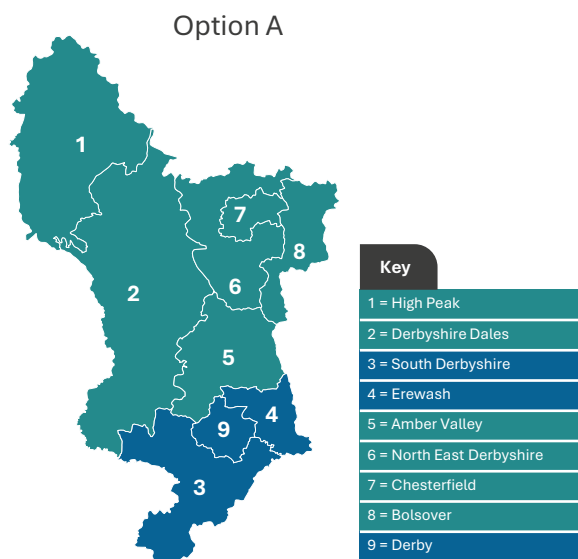 Option A
1
7
8
2
6
5
4
9
3
Key
1 = High Peak
2 = Derbyshire Dales
3 = South Derbyshire
4 = Erewash
5 = Amber Valley
6 = North East Derbyshire
7 = Chesterfield
8 = Bolsover
9 = Derby